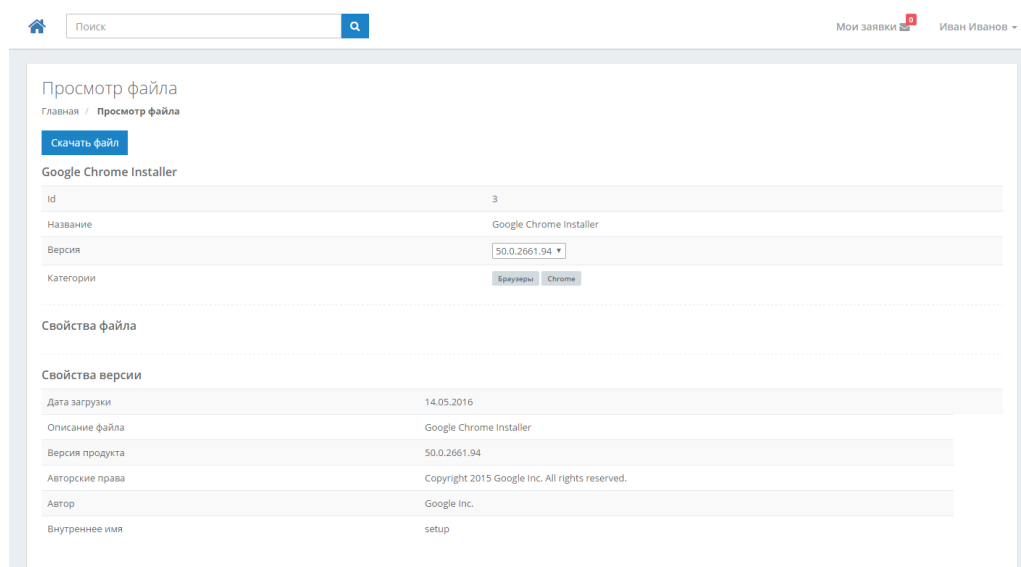 Поиск
Мои заявки 0 Иван Иванов
Просмотр файла
Главная / Просмотр файла
Скачать файл
Google Chrome Installer
Id 3
Название Google Chrome Installer
Версия 50.0.2661.94
Категории Браузеры Chrome
Свойства файла
Свойства версии
Дата загрузки 14.05.2016
Описание файла Google Chrome Installer
Версия продукта 50.0.2661.94
Авторские права Copyright 2015 Google Inc. All rights reserved.
Автор Google Inc.
Внутреннее имя setup